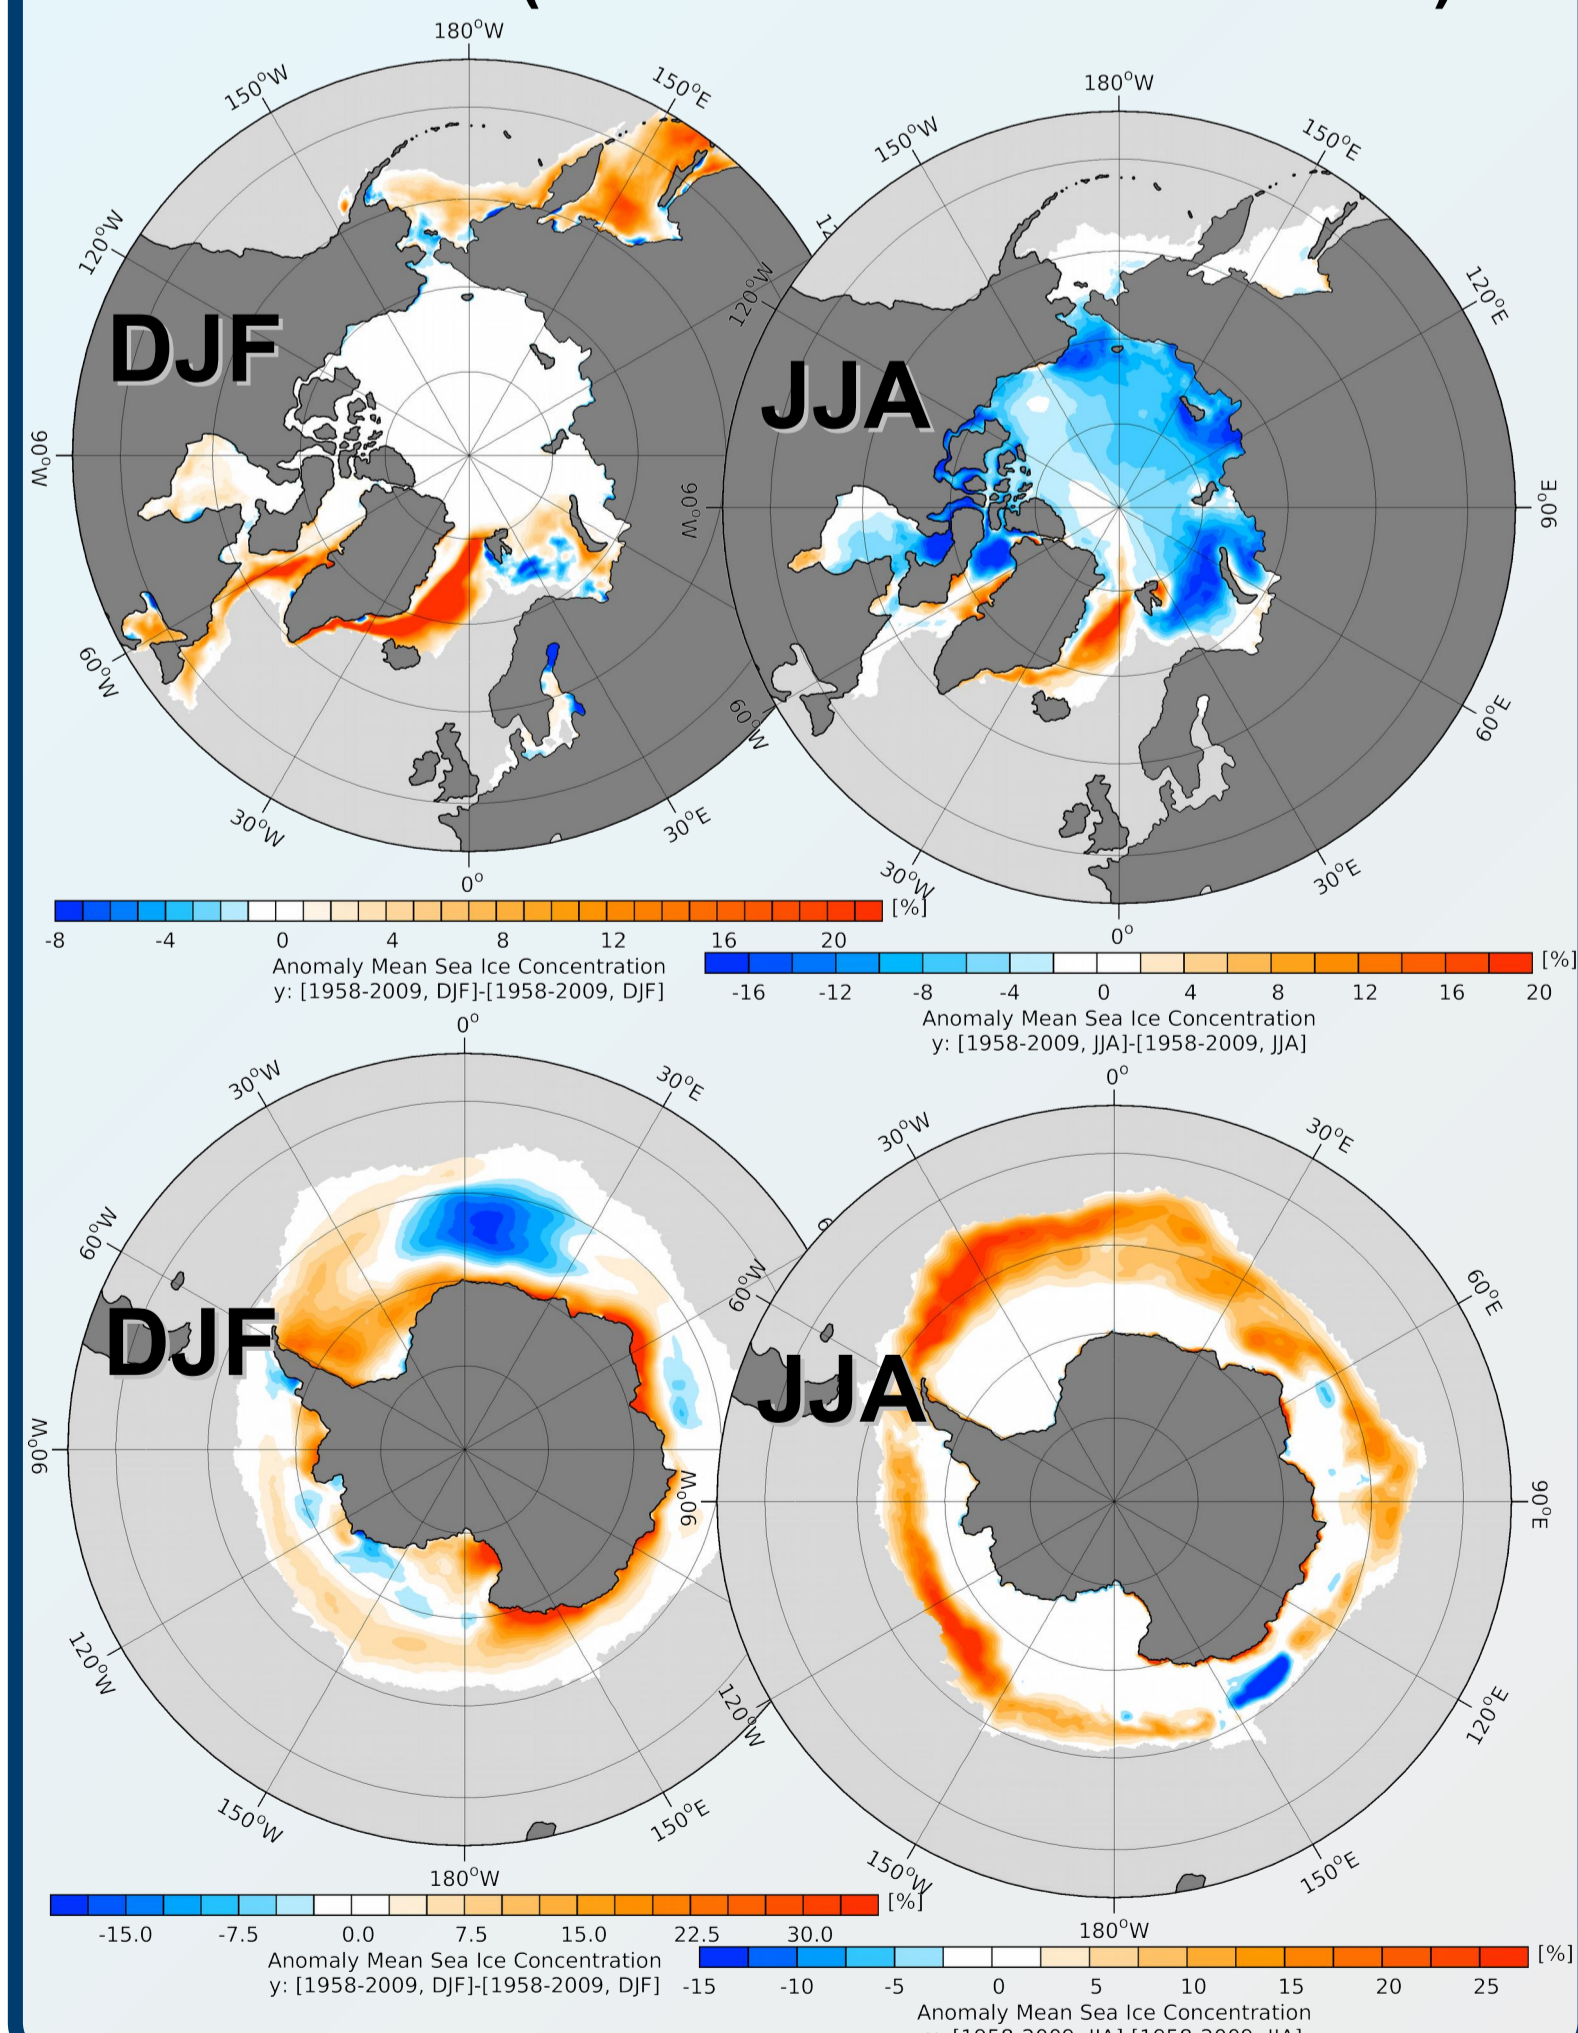 180°W
150°W
150°E
120°W
90°W
60°W
30°W
0°
30°E
DJF
180°W
150°W
150°E
120°W
120°E
90°W
90°E
60°W
60°E
30°W
0°
30°E
JJA
[%]
-8 -4 0 4 8 12 16 20
Anomaly Mean Sea Ice Concentration
y: [1958-2009, DJF]-[1958-2009, DJF]
[%]
-16 -12 -8 -4 0 4 8 12 16 20
Anomaly Mean Sea Ice Concentration
y: [1958-2009, JJA]-[1958-2009, JJA]
0°
30°W
30°E
60°W
90°W
120°W
150°W
180°W
150°E
DJF
0°
30°W
30°E
60°W
60°E
90°W
90°E
120°W
120°E
150°W
180°W
150°E
JJA
[%]
-15.0 -7.5 0.0 7.5 15.0 22.5 30.0
Anomaly Mean Sea Ice Concentration
y: [1958-2009, DJF]-[1958-2009, DJF]
[%]
-15 -10 -5 0 5 10 15 20 25
Anomaly Mean Sea Ice Concentration
y: [1958-2009, JJA]-[1958-2009, JJA]